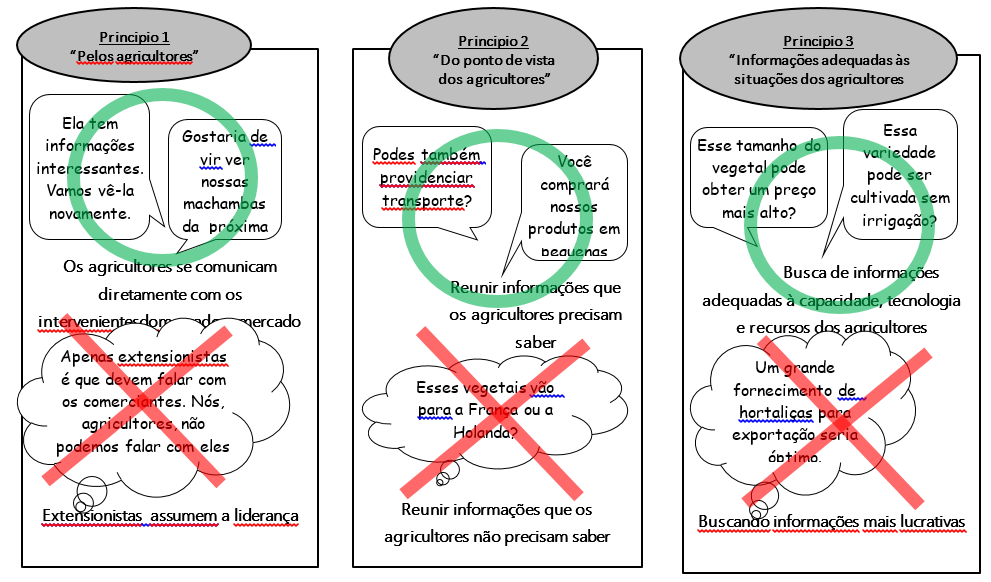 Principio 1
“Pelos agricultores”
Ela tem
informações
interessantes.
Vamos vê-la
novamente.
Gostaria de
vir ver
nossas
machambas
da próxima
Os agricultores se comunicam
diretamente com os
mercado
Apenas extensionistas
é que devem falar com
os comerciantes. Nós,
agricultores, não
podemos falar com eles
Extensionistas assumem a liderança
Principio 2
“Do ponto de vista
dos agricultores”
Podes também
providenciar
transporte?
Você
comprará
nossos
produtos em
pequenas
Reunir informações que
os agricultores precisam
saber
Esses vegetais vão
para a França ou a
Holanda?
Reunir informações que os
agricultores não precisam saber
Principio 3
“Informações adequadas às
situações dos agricultores
Esse tamanho do
vegetal pode
obter um preço
mais alto?
Essa
variedade
pode ser
cultivada sem
irrigação?
Busca de informações
adequadas à capacidade, tecnologia
e recursos dos agricultores
Um grande
fornecimento de
hortaliças para
exportação seria
óptimo.
Buscando informações mais lucrativas